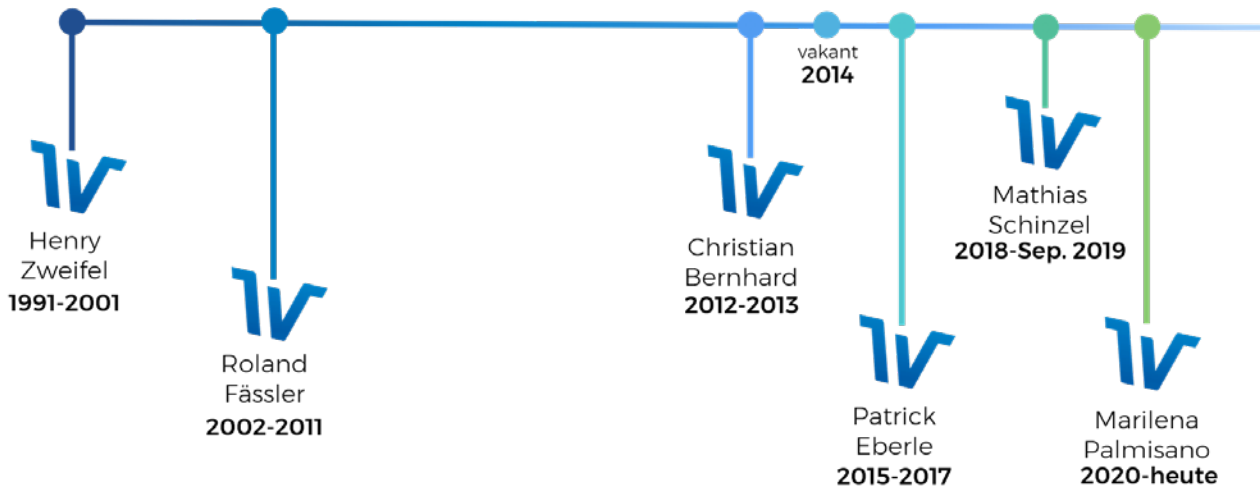 Henry
Zweifel
1991-2001
Roland
Fässler
2002-2011
Christian
Bernhard
2012-2013
vakant
2014
Patrick
Eberle
2015-2017
Mathias
Schinzel
2018-Sep. 2019
Marilena
Palmisano
2020-heute